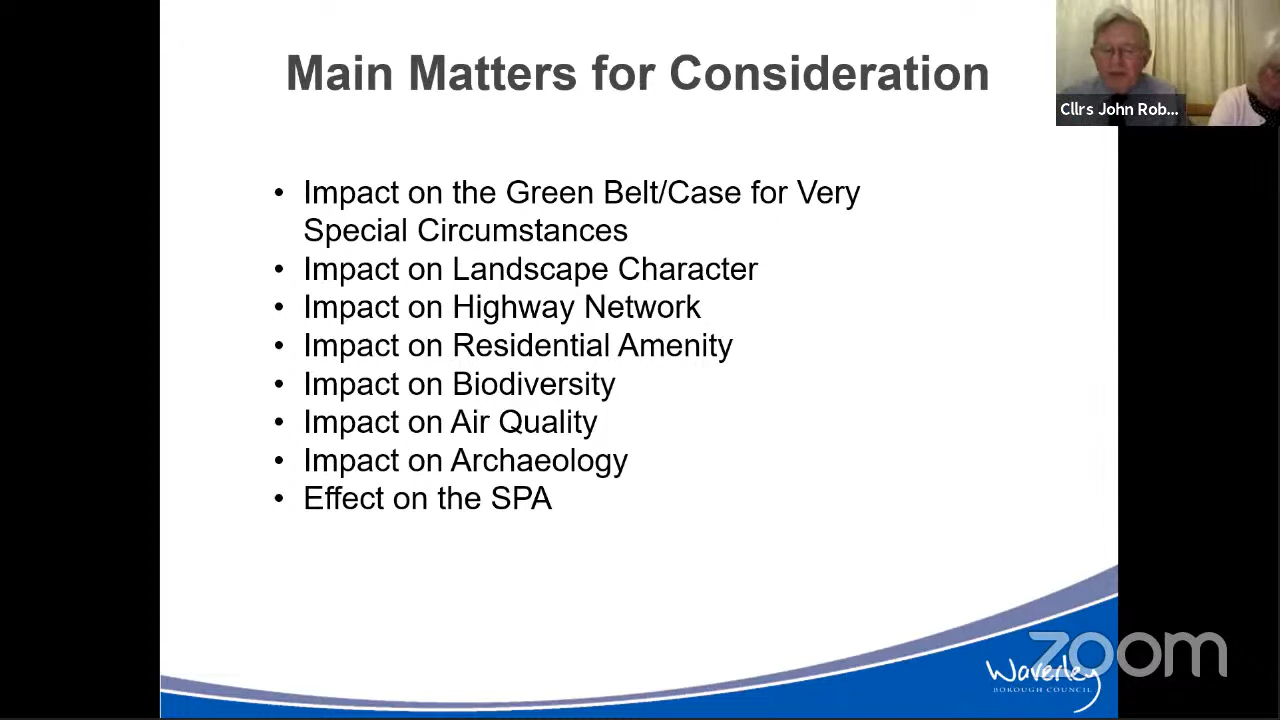 Main Matters for Consideration
Cllrs John Rob...
• Impact on the Green Belt/Case for Very
Special Circumstances
• Impact on Landscape Character
• Impact on Highway Network
• Impact on Residential Amenity
• Impact on Biodiversity
• Impact on Air Quality
• Impact on Archaeology
• Effect on the SPA
zoom
Waverley
BOROUGH COUNCIL